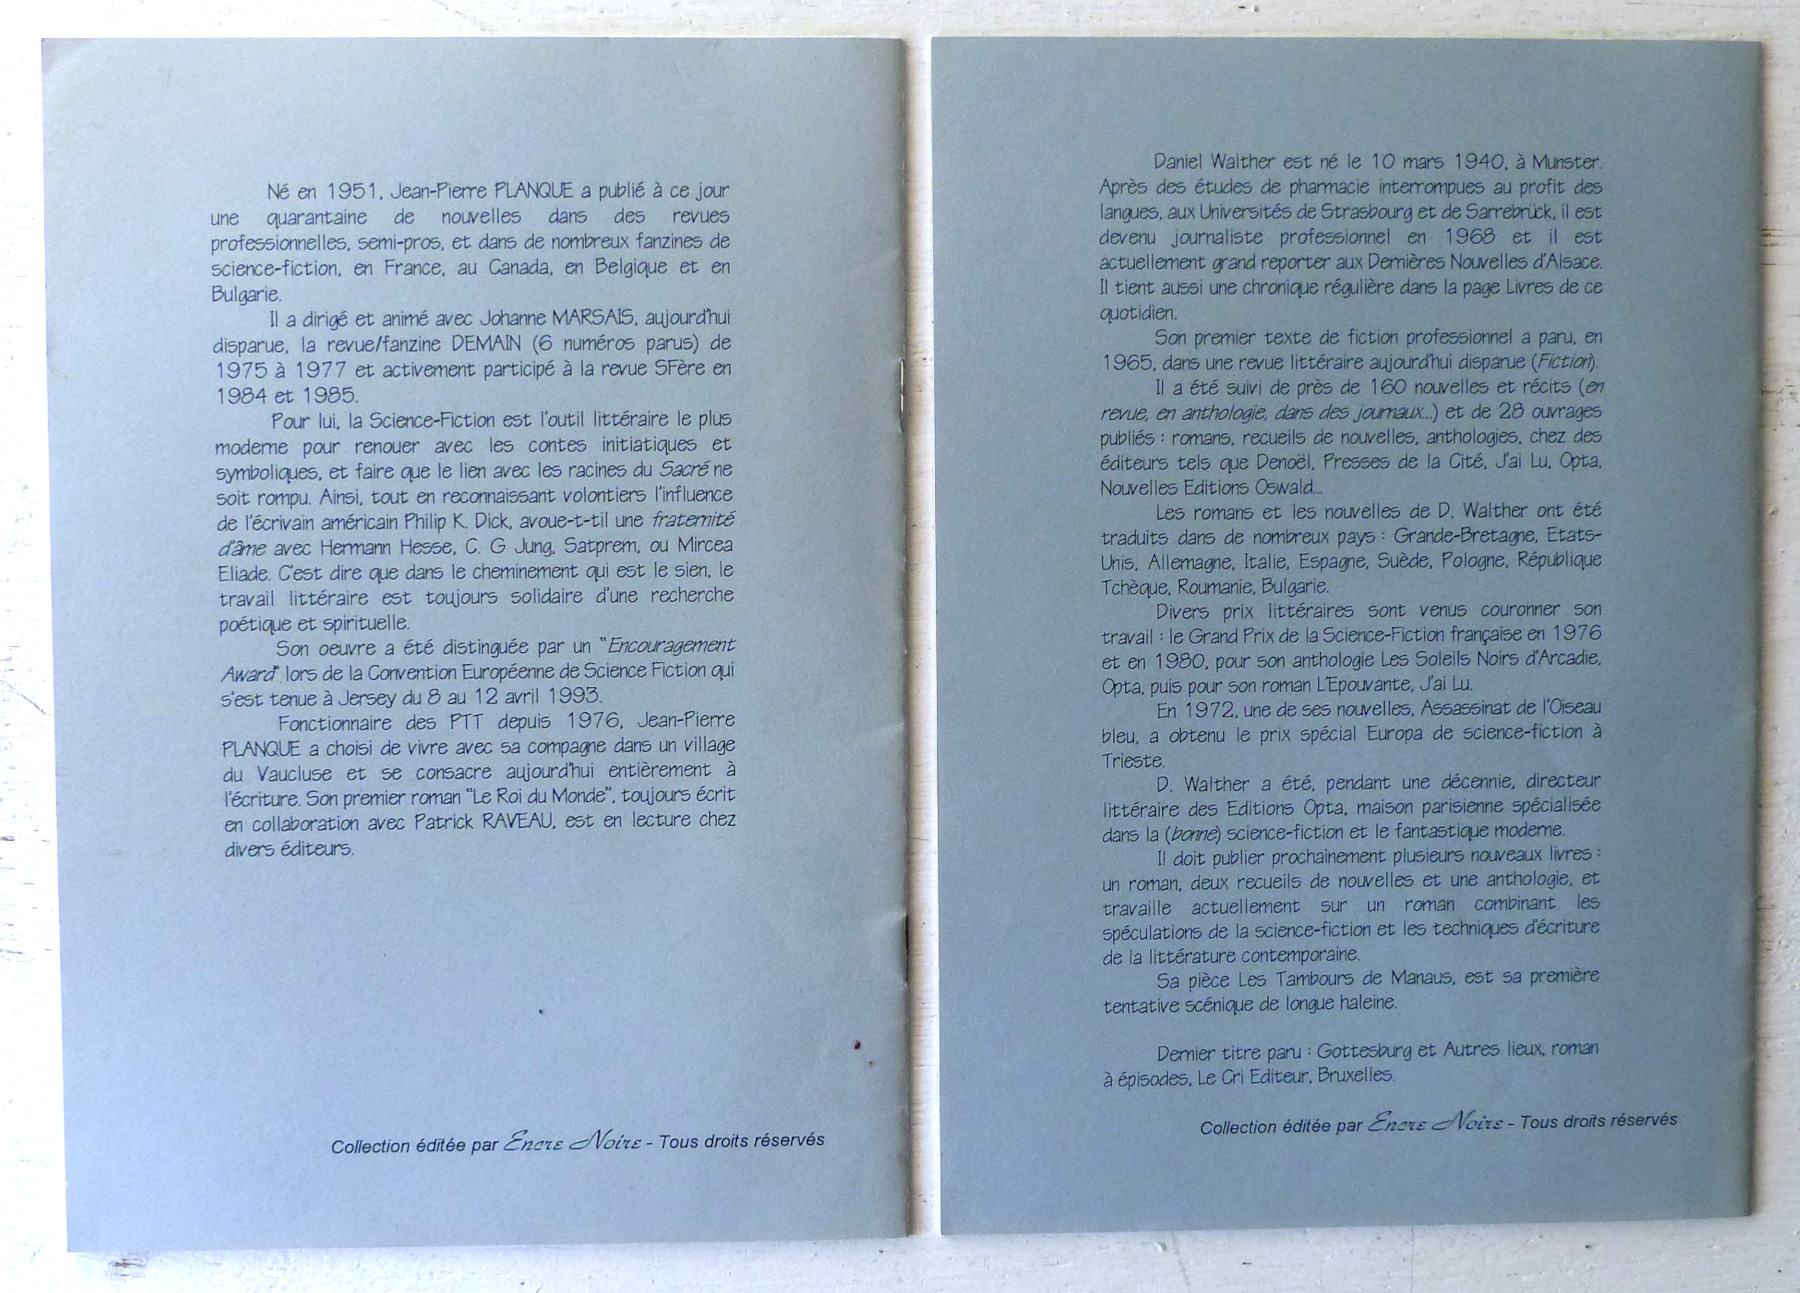 Né en 1951, Jean-Pierre PLANQUE a publié à ce jour
une quarantaine de nouvelles dans des revues
professionnelles, semi-pros, et dans de nombreux fanzines de
science-fiction, en France, au Canada, en Belgique et en
Bulgarie.
Il a dirigé et animé avec Johanne MARSAIS, aujourd'hui
disparue, la revue/fanzine DEMAIN (6 numéros parus) de
1975 à 1977 et activement participé à la revue SFère en
1984 et 1985.
Pour lui, la Science-Fiction est l'outil littéraire le plus
moderne pour renouer avec les contes initiatiques et
symboliques, et faire que le lien avec les racines du Sacré ne
soit rompu. Ainsi, tout en reconnaissant volontiers l'influence
de l'écrivain américain Philip K. Dick, avoue-t-til une fraternité
d'âme avec Hermann Hesse, C. G Jung, Satprem, ou Mircea
Eliade. C'est dire que dans le cheminement qui est le sien, le
travail littéraire est toujours solidaire d'une recherche
poétique et spirituelle.
Son oeuvre a été distinguée par un "Encouragement
Award" lors de la Convention Européenne de Science Fiction qui
s'est tenue à Jersey du 8 au 12 avril 1993.
Fonctionnaire des PTT depuis 1976, Jean-Pierre
PLANQUE a choisi de vivre avec sa compagne dans un village
du Vaucluse et se consacre aujourd'hui entièrement à
l'écriture. Son premier roman "Le Roi du Monde", toujours écrit
en collaboration avec Patrick RAVEAU, est en lecture chez
divers éditeurs.
Collection éditée par Encre Noire - Tous droits réservés
Daniel Walther est né le 10 mars 1940, à Munster.
Après des études de pharmacie interrompues au profit des
langues, aux Universités de Strasbourg et de Sarrebrück, il est
devenu journaliste professionnel en 1968 et il est
actuellement grand reporter aux Dernières Nouvelles d'Alsace.
Il tient aussi une chronique régulière dans la page Livres de ce
quotidien.
Son premier texte de fiction professionnel a paru, en
1965, dans une revue littéraire aujourd'hui disparue (Fiction).
Il a été suivi de près de 160 nouvelles et récits (en
revue, en anthologie, dans des journaux...) et de 28 ouvrages
publiés : romans, recueils de nouvelles, anthologies, chez des
éditeurs tels que Denoël, Presses de la Cité, J'ai Lu, Opta,
Nouvelles Editions Oswald...
Les romans et les nouvelles de D. Walther ont été
traduits dans de nombreux pays : Grande-Bretagne, Etats-
Unis, Allemagne, Italie, Espagne, Suède, Pologne, République
Tchèque, Roumanie, Bulgarie.
Divers prix littéraires sont venus couronner son
travail : le Grand Prix de la Science-Fiction française en 1976
et en 1980, pour son anthologie Les Soleils Noirs d'Arcadie,
Opta, puis pour son roman L'Epouvante, J'ai Lu.
En 1972, une de ses nouvelles, Assassinat de l'Oiseau
bleu, a obtenu le prix spécial Europa de science-fiction à
Trieste.
D. Walther a été, pendant une décennie, directeur
littéraire des Editions Opta, maison parisienne spécialisée
dans la (bonne) science-fiction et le fantastique moderne.
Il doit publier prochainement plusieurs nouveaux livres :
un roman, deux recueils de nouvelles et une anthologie, et
travaille actuellement sur un roman combinant les
spéculations de la science-fiction et les techniques d'écriture
de la littérature contemporaine.
Sa pièce Les Tambours de Manaus, est sa première
tentative scénique de longue haleine.
Dernier titre paru : Gottesburg et Autres lieux, roman
à épisodes, Le Cri Editeur, Bruxelles.
Collection éditée par Encre Noire - Tous droits réservés